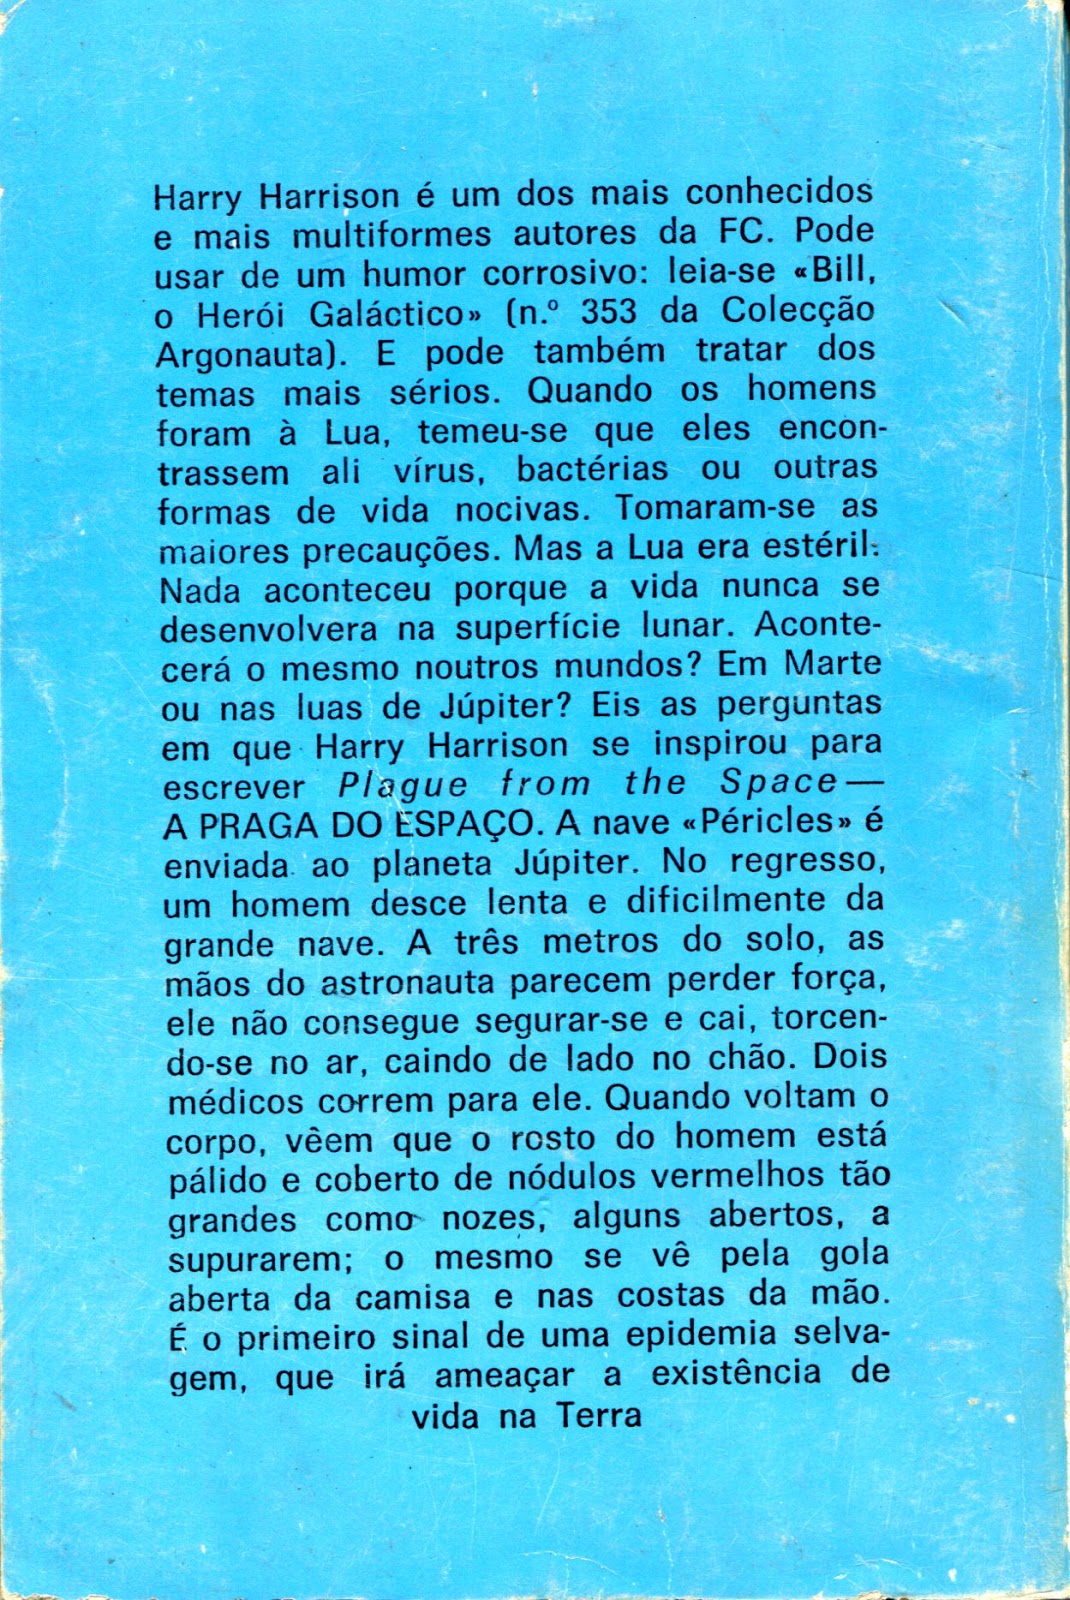 Harry Harrison é um dos mais conhecidos
e mais multiformes autores da FC. Pode
usar de um humor corrosivo: leia-se «Bill,
o Herói Galáctico» (n.º 353 da Colecção
Argonauta). E pode também tratar dos
temas mais sérios. Quando os homens
foram à Lua, temeu-se que eles encon-
trassem ali vírus, bactérias ou outras
formas de vida nocivas. Tomaram-se as
maiores precauções. Mas a Lua era estéril.
Nada aconteceu porque a vida nunca se
desenvolvera na superfície lunar. Aconte-
cerá o mesmo noutros mundos? Em Marte
ou nas luas de Júpiter? Eis as perguntas
em que Harry Harrison se inspirou para
escrever Plague from the Space —
A PRAGA DO ESPAÇO. A nave «Péricles» é
enviada ao planeta Júpiter. No regresso,
um homem desce lenta e dificilmente da
grande nave. A três metros do solo, as
mãos do astronauta parecem perder força,
ele não consegue segurar-se e cai, torcen-
do-se no ar, caindo de lado no chão. Dois
médicos correm para ele. Quando voltam o
corpo, vêem que o rosto do homem está
pálido e coberto de nódulos vermelhos tão
grandes como nozes, alguns abertos, a
supurarem; o mesmo se vê pela gola
aberta da camisa e nas costas da mão.
É o primeiro sinal de uma epidemia selva-
gem, que irá ameaçar a existência de
vida na Terra